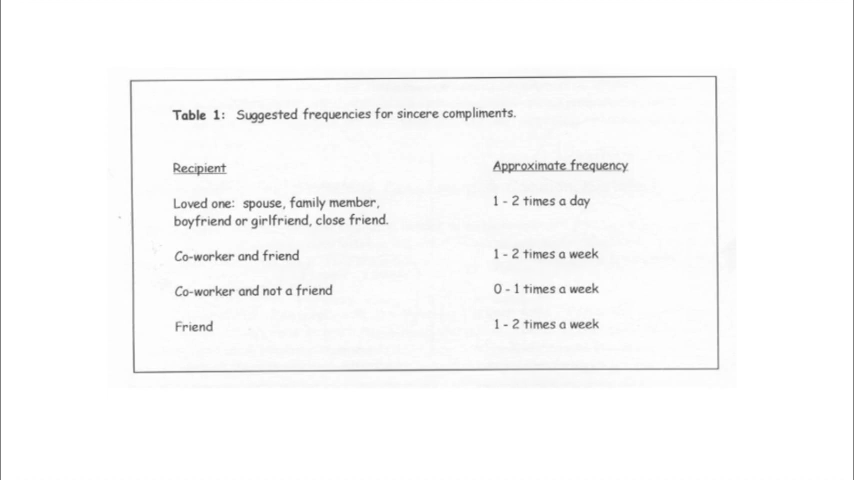 Table 1: Suggested frequencies for sincere compliments.
Recipient Approximate frequency
Loved one: spouse, family member, 1 - 2 times a day
boyfriend or girlfriend, close friend.
Co-worker and friend 1 - 2 times a week
Co-worker and not a friend 0 - 1 times a week
Friend 1 - 2 times a week